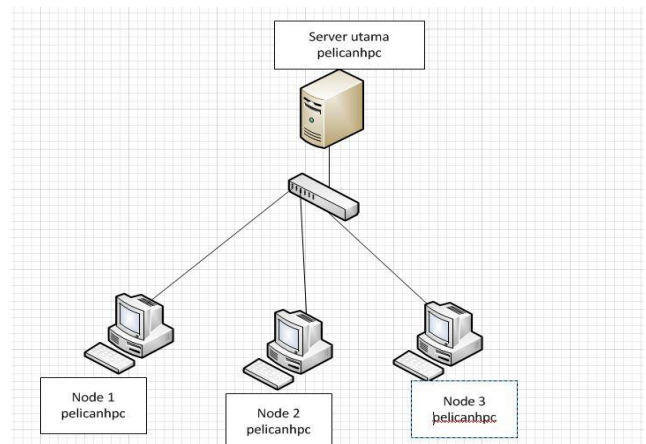 Server utama
pelicanhpc
Node 1
pelicanhpc
Node 2
pelicanhpc
Node 3
pelicanhpc